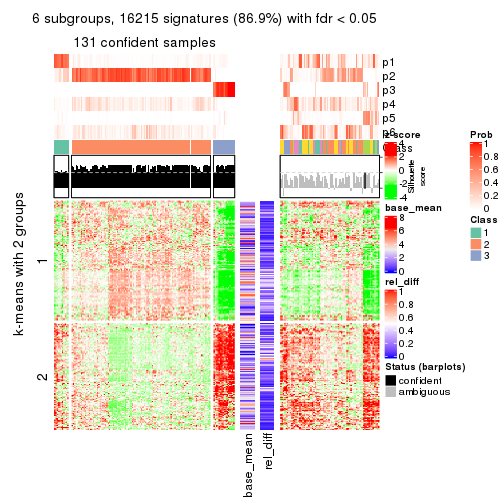 6 subgroups, 16215 signatures (86.9%) with fdr < 0.05
131 confident samples
p1
p2
p3
p4
p5
p6
Class
k-means with 2 groups
1
2
Silhouette
score
base_mean
rel_diff
z-score
4
2
0
-2
-4
base_mean
8
6
4
2
0
rel_diff
1
0.8
0.6
0.4
0.2
0
Status (barplots)
confident
ambiguous
Prob
1
0.8
0.6
0.4
0.2
0
Class
1
2
3